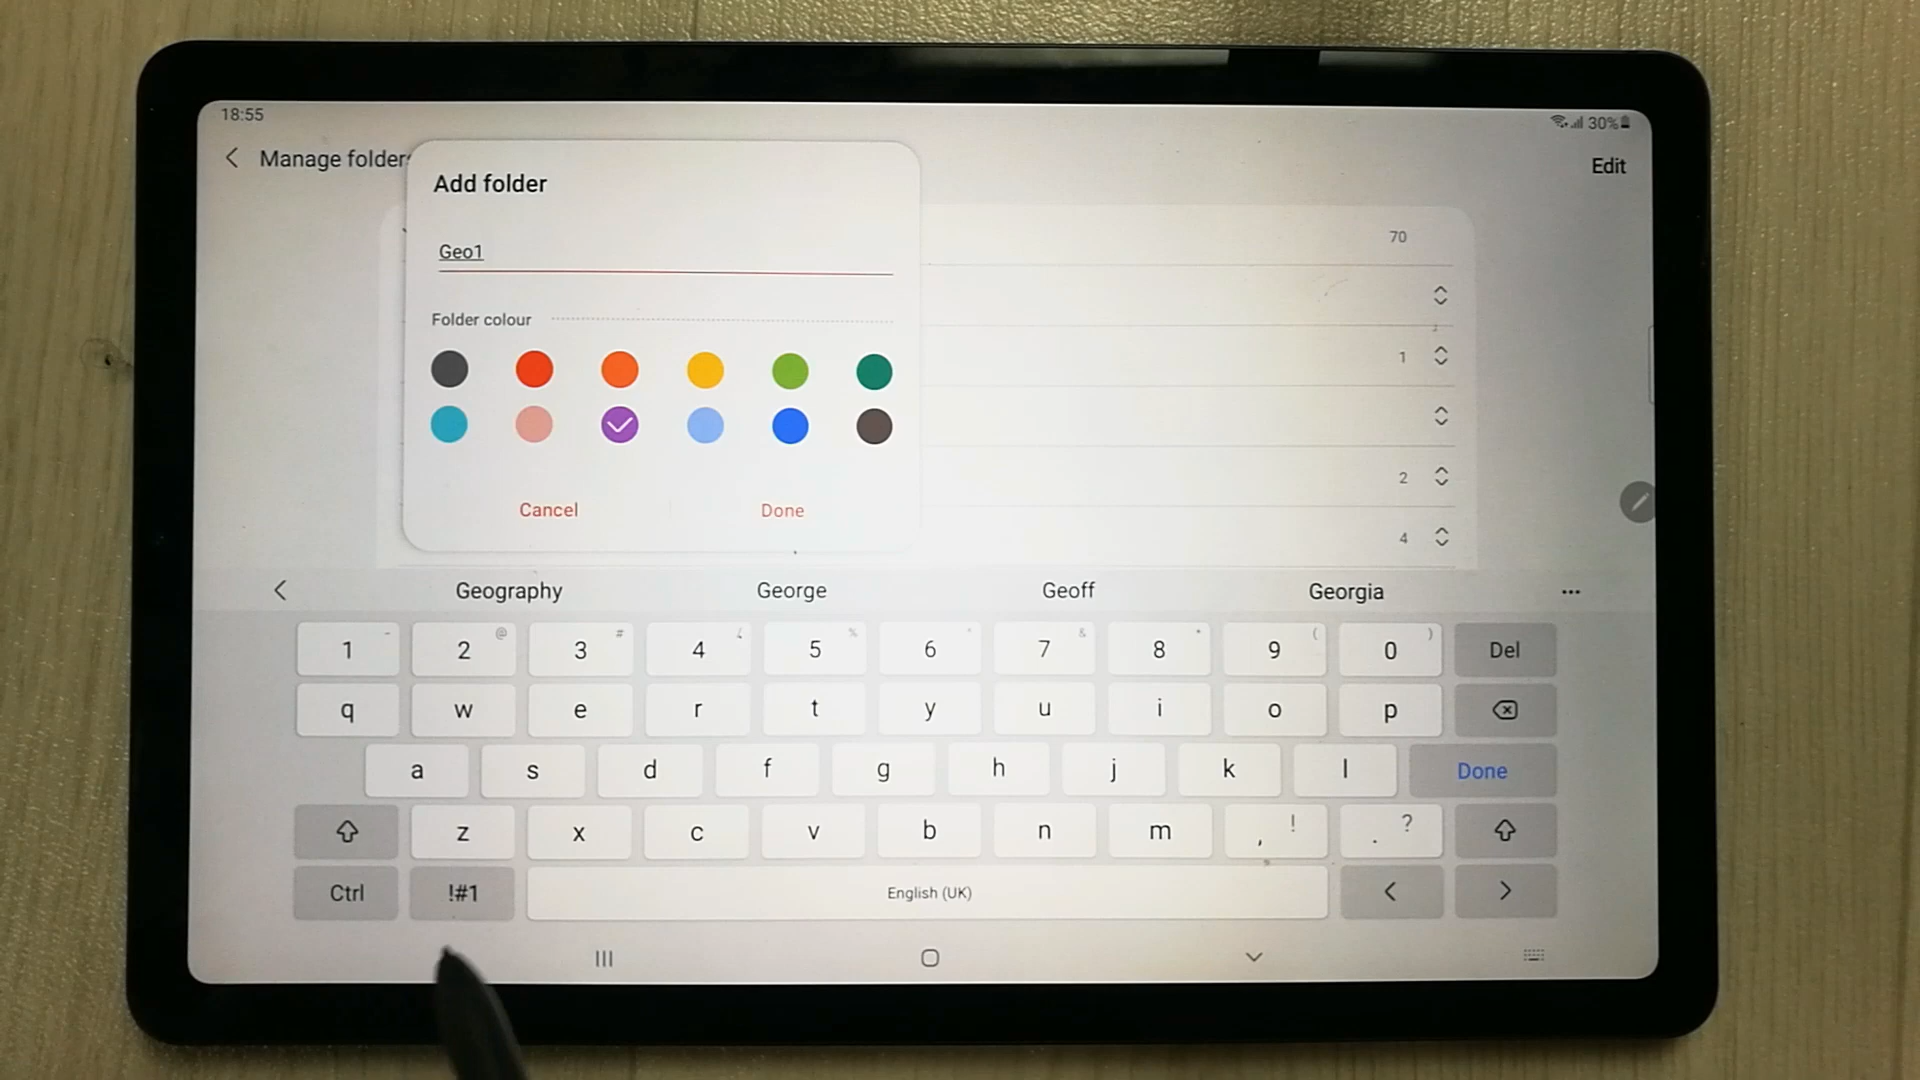 18:55
30%
Manage folders
Edit
Add folder
Geo1
Folder colour
Cancel Done
70
1
2
4
Geography George Geoff Georgia ...
1 2 @ 3 # 4 5 % 6 7 & 8 * 9 ( 0 ) Del
q w e r t y u i o p
a s d f g h j k l Done
z x c v b n m , ! . ?
Ctrl !#1 English (UK) < >